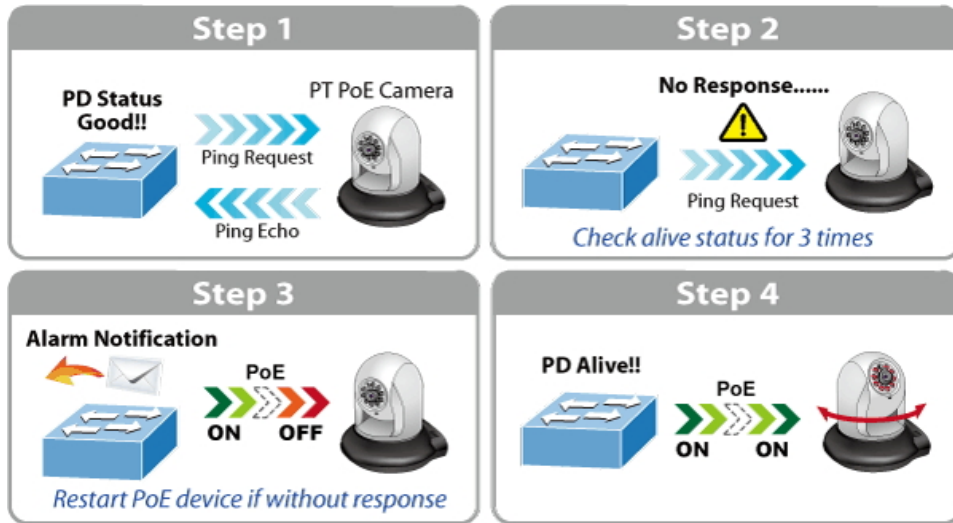 Step 1
PD Status
Good!!
PT PoE Camera
Ping Request
Ping Echo
Step 2
No Response......
Ping Request
Check alive status for 3 times
Step 3
Alarm Notification
PoE
ON OFF
Restart PoE device if without response
Step 4
PD Alive!!
PoE
ON ON